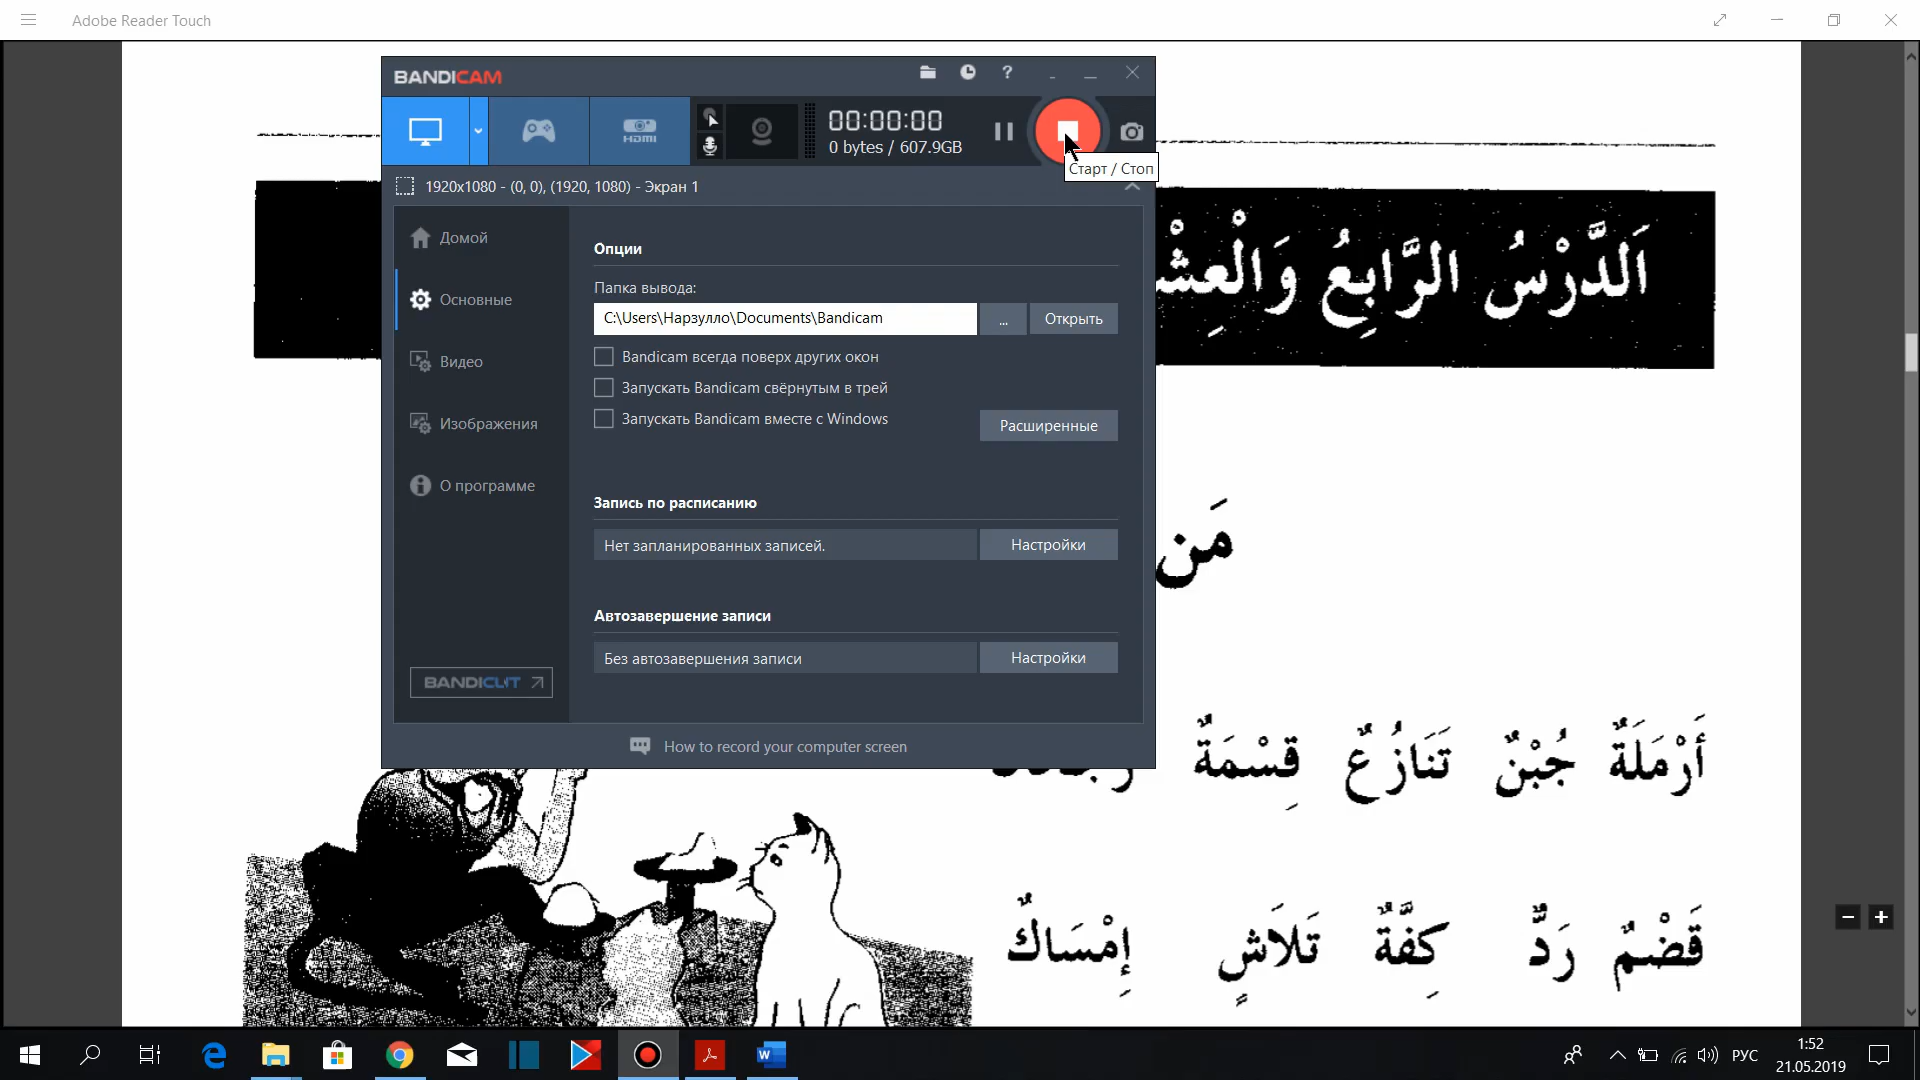 Adobe Reader Touch
BANDICAM
HDMI
00:00:00
0 bytes / 607.9GB
Старт / Стоп
1920x1080 - (0, 0), (1920, 1080) - Экран 1
Домой
Основные
Видео
Изображения
О программе
BANDICUT
Опции
Папка вывода:
C:\Users\Нарзулло\Documents\Bandicam
...
Открыть
Bandicam всегда поверх других окон
Запускать Bandicam свёрнутым в трей
Запускать Bandicam вместе с Windows
Расширенные
Запись по расписанию
Нет запланированных записей.
Настройки
Автозавершение записи
Без автозавершения записи
Настройки
How to record your computer screen
اَلدَّرْسُ الرَّابِعُ
مَن
أَرْمَلَةٌ جُبْنٌ تَنَازُعٌ قِسْمَةٌ
قَضْمٌ رَدٌّ كِفَّةٌ تَلَاشٍ إِمْسَاكٌ
РУС
1:52
21.05.2019